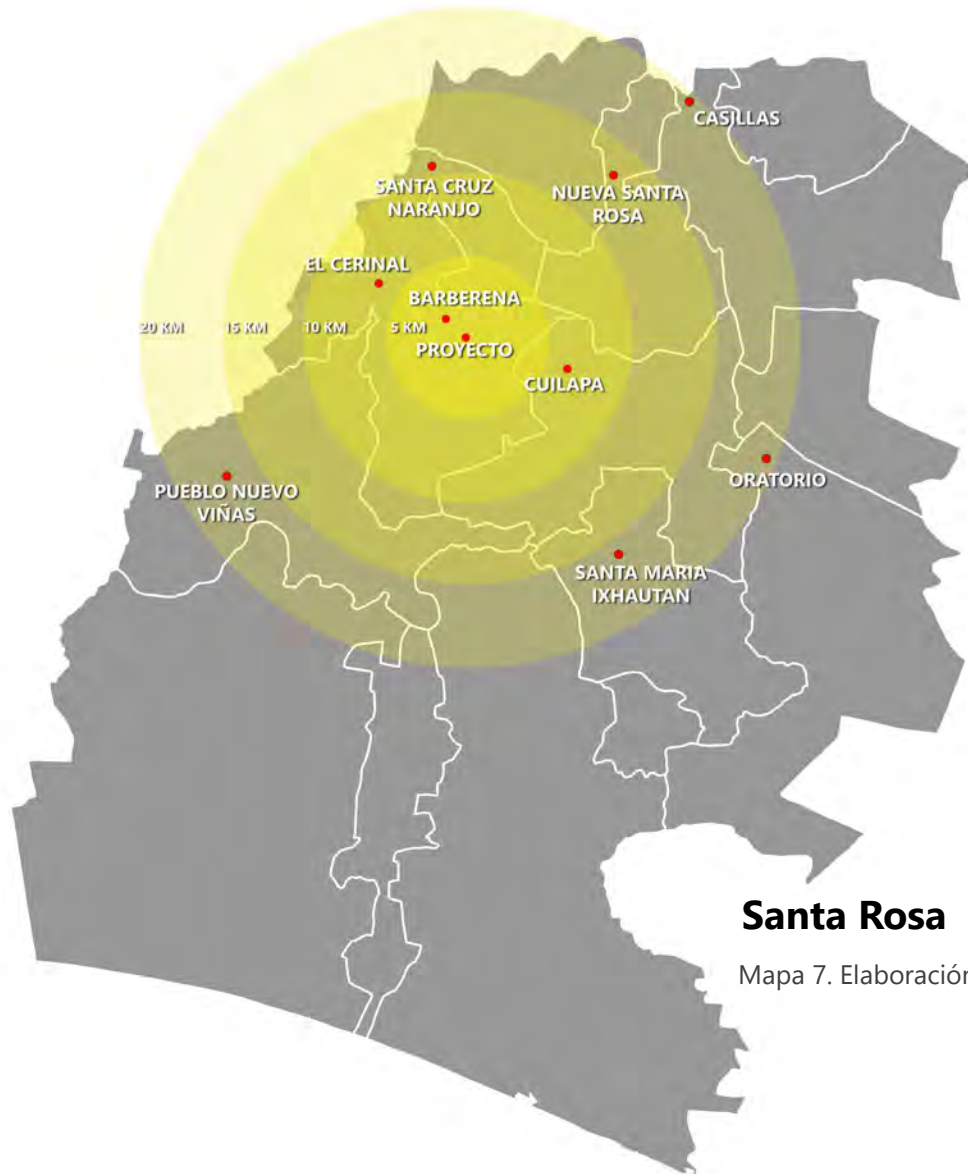 CASILLAS
SANTA CRUZ
NARANJO
NUEVA SANTA
ROSA
EL CERINAL
BARBERENA
20 KM
15 KM
10 KM
5 KM
PROYECTO
CUILAPA
ORATORIO
PUEBLO NUEVO
VIÑAS
SANTA MARIA
IXHAUTAN
Santa Rosa
Mapa 7. Elaboración